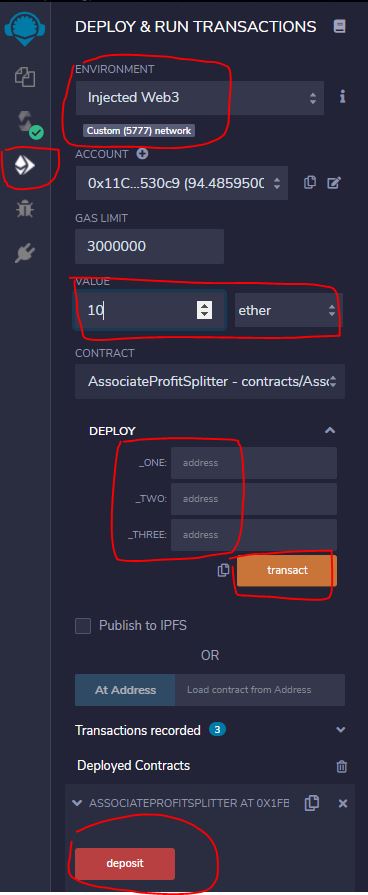 DEPLOY & RUN TRANSACTIONS
ENVIRONMENT
Injected Web3
Custom (5777) network
ACCOUNT
0x11C...530c9 (94.4859500
GAS LIMIT
3000000
VALUE
10 ether
CONTRACT
AssociateProfitSplitter - contracts/Asso
DEPLOY
_ONE: address
_TWO: address
_THREE: address
transact
Publish to IPFS
OR
At Address Load contract from Address
Transactions recorded 3
Deployed Contracts
ASSOCIATEPROFITSPLITTER AT 0X1FB
deposit